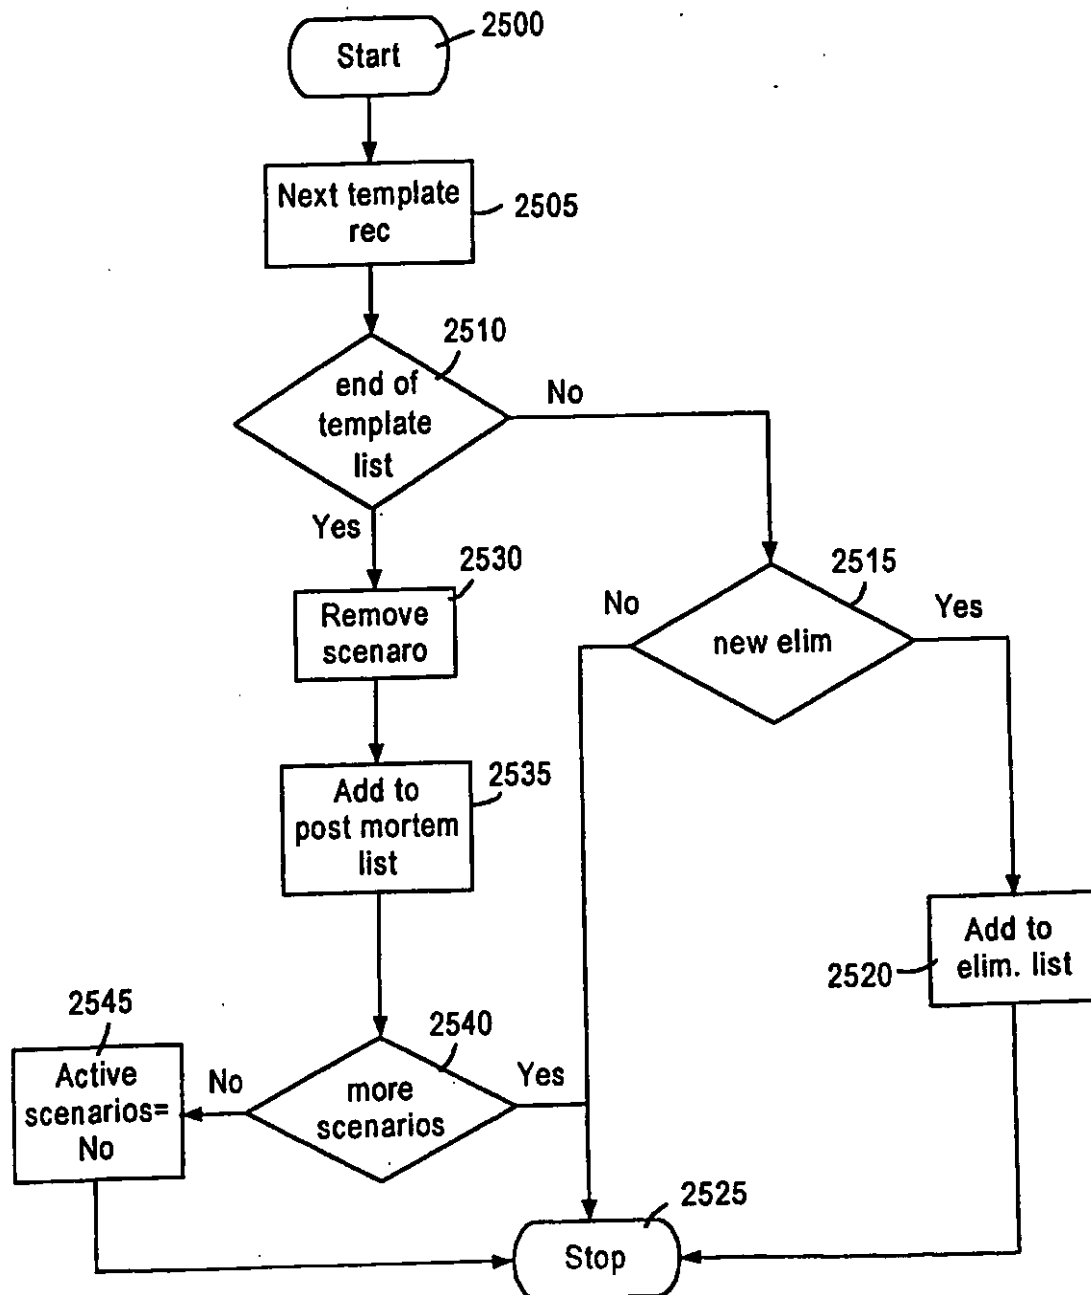 Start
2500
Next template
rec
2505
2510
end of
template
list
No
Yes
2530
Remove
scenaro
2515
No
Yes
new elim
2535
Add to
post mortem
list
Add to
elim. list
2520
2545
Active
scenarios=
No
2540
No
Yes
more
scenarios
2525
Stop